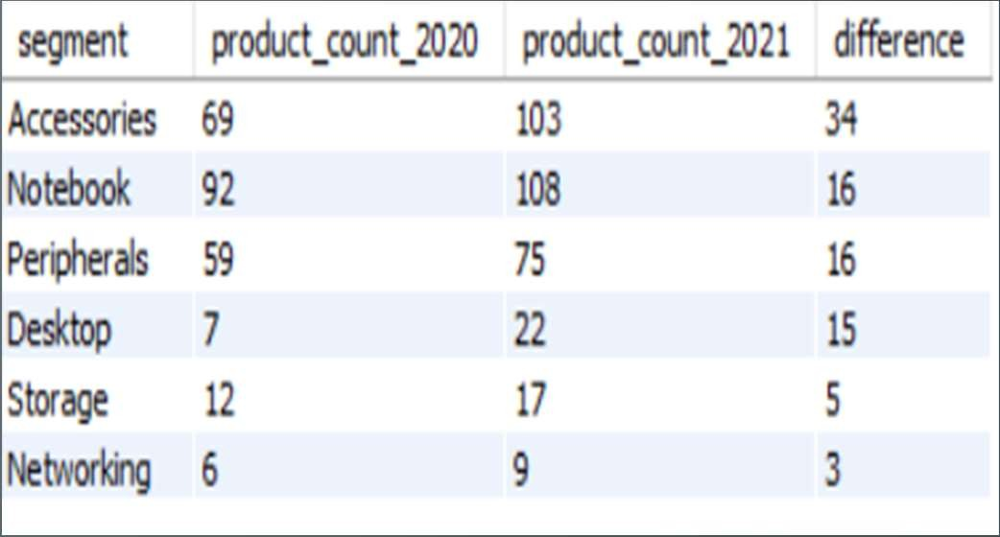 segment product_count_2020 product_count_2021 difference
Accessories 69 103 34
Notebook 92 108 16
Peripherals 59 75 16
Desktop 7 22 15
Storage 12 17 5
Networking 6 9 3